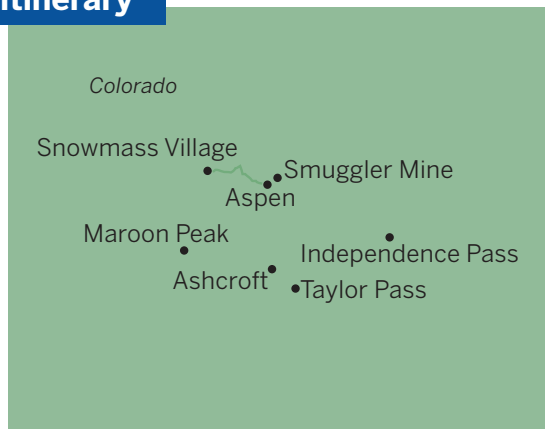 Itinerary
Colorado
Snowmass Village
Smuggler Mine
Aspen
Maroon Peak
Independence Pass
Ashcroft
Taylor Pass